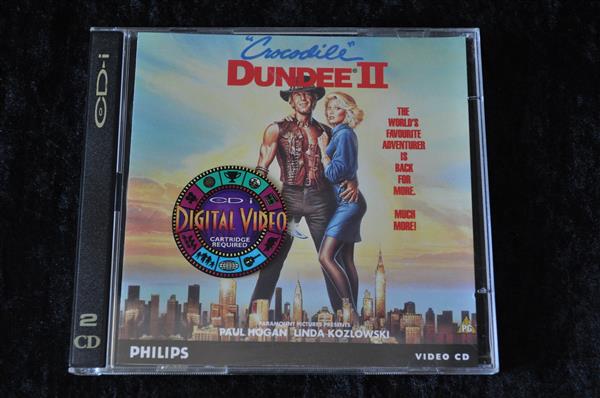 CD-i
"Crocodile"
DUNDEE II
THE
WORLD'S
FAVOURITE
ADVENTURER
IS
BACK
FOR
MORE.
MUCH
MORE!
CD i
DIGITAL VIDEO
CARTRIDGE
REQUIRED
2
CD
PARAMOUNT PICTURES PRESENTS
PAUL HOGAN LINDA KOZLOWSKI
PG
PHILIPS
VIDEO CD